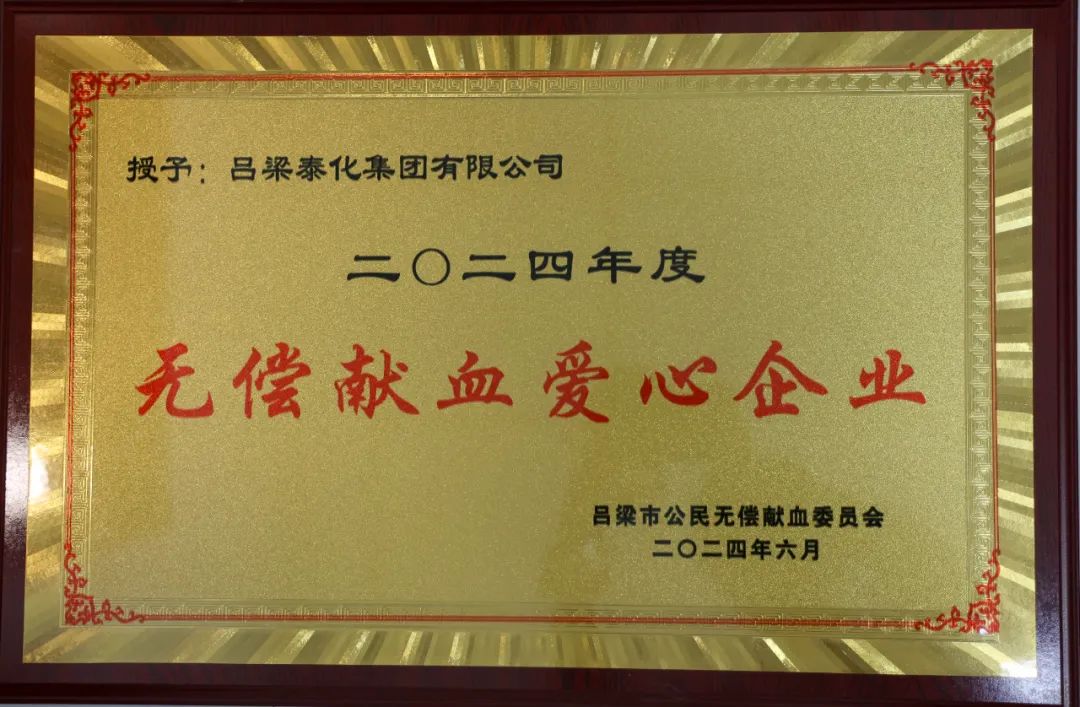 授予：吕梁泰化集团有限公司
二〇二四年度
无偿献血爱心企业
吕梁市公民无偿献血委员会
二〇二四年六月